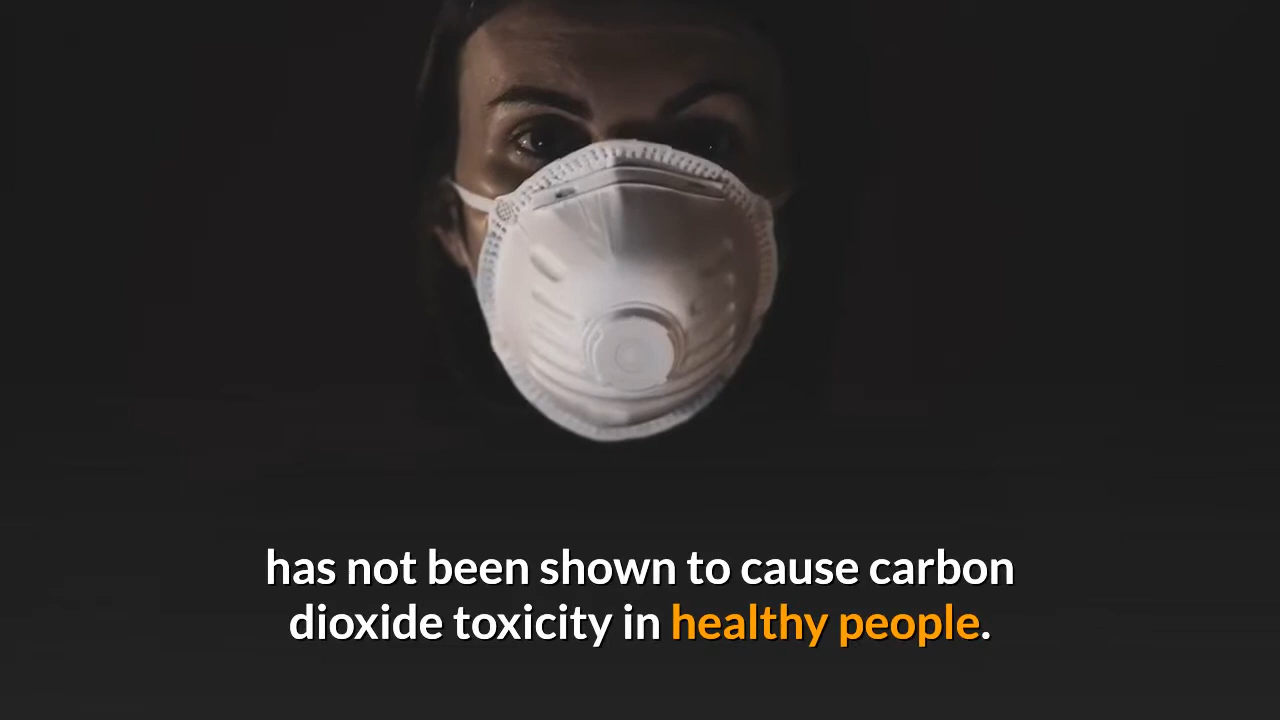 has not been shown to cause carbon
dioxide toxicity in healthy people.